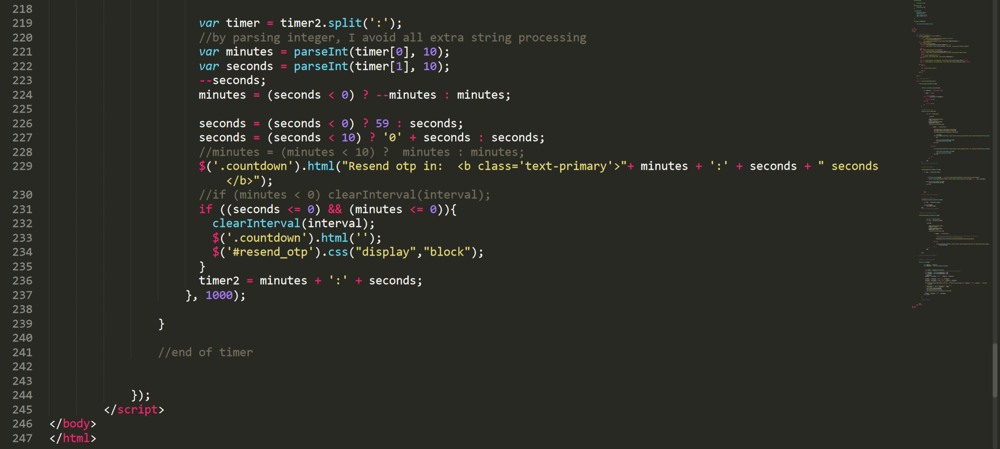 218
219 var timer = timer2.split(':');
220 //by parsing integer, I avoid all extra string processing
221 var minutes = parseInt(timer[0], 10);
222 var seconds = parseInt(timer[1], 10);
223 --seconds;
224 minutes = (seconds < 0) ? --minutes : minutes;
225
226 seconds = (seconds < 0) ? 59 : seconds;
227 seconds = (seconds < 10) ? '0' + seconds : seconds;
228 //minutes = (minutes < 10) ?  minutes : minutes;
229 $('.countdown').html("Resend otp in:  <b class='text-primary'>"+ minutes + ':' + seconds + " seconds
</b>");
230 //if (minutes < 0) clearInterval(interval);
231 if ((seconds <= 0) && (minutes <= 0)){
232 clearInterval(interval);
233 $('.countdown').html('');
234 $('#resend_otp').css("display","block");
235 }
236 timer2 = minutes + ':' + seconds;
237 }, 1000);
238
239 }
240
241 //end of timer
242
243
244 });
245 </script>
246 </body>
247 </html>